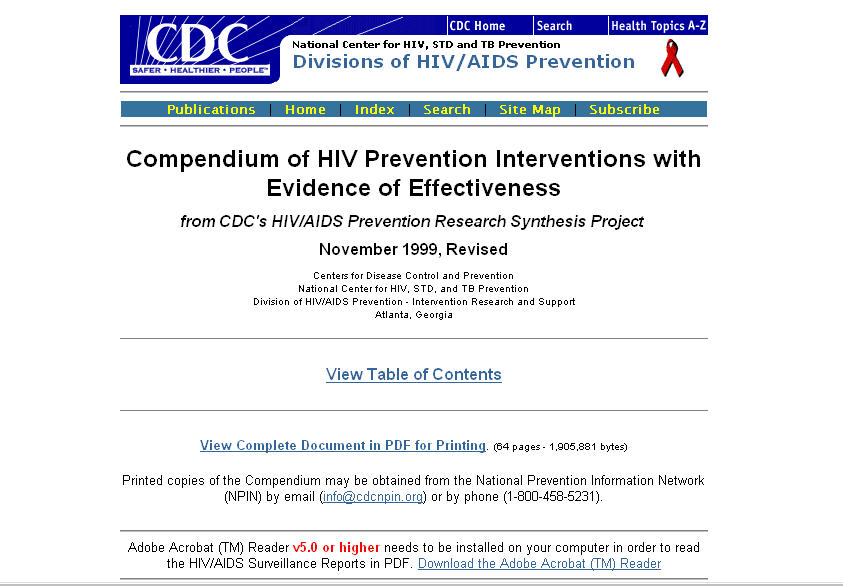 CDC Home
Search
Health Topics A-Z
CDC
SAFER • HEALTHIER • PEOPLE™
National Center for HIV, STD and TB Prevention
Divisions of HIV/AIDS Prevention
Publications | Home | Index | Search | Site Map | Subscribe
Compendium of HIV Prevention Interventions with
Evidence of Effectiveness
from CDC's HIV/AIDS Prevention Research Synthesis Project
November 1999, Revised
Centers for Disease Control and Prevention
National Center for HIV, STD, and TB Prevention
Division of HIV/AIDS Prevention - Intervention Research and Support
Atlanta, Georgia
View Table of Contents
View Complete Document in PDF for Printing. (64 pages - 1,905,881 bytes)
Printed copies of the Compendium may be obtained from the National Prevention Information Network
(NPIN) by email (info@cdcnpin.org) or by phone (1-800-458-5231).
Adobe Acrobat (TM) Reader v5.0 or higher needs to be installed on your computer in order to read
the HIV/AIDS Surveillance Reports in PDF. Download the Adobe Acrobat (TM) Reader